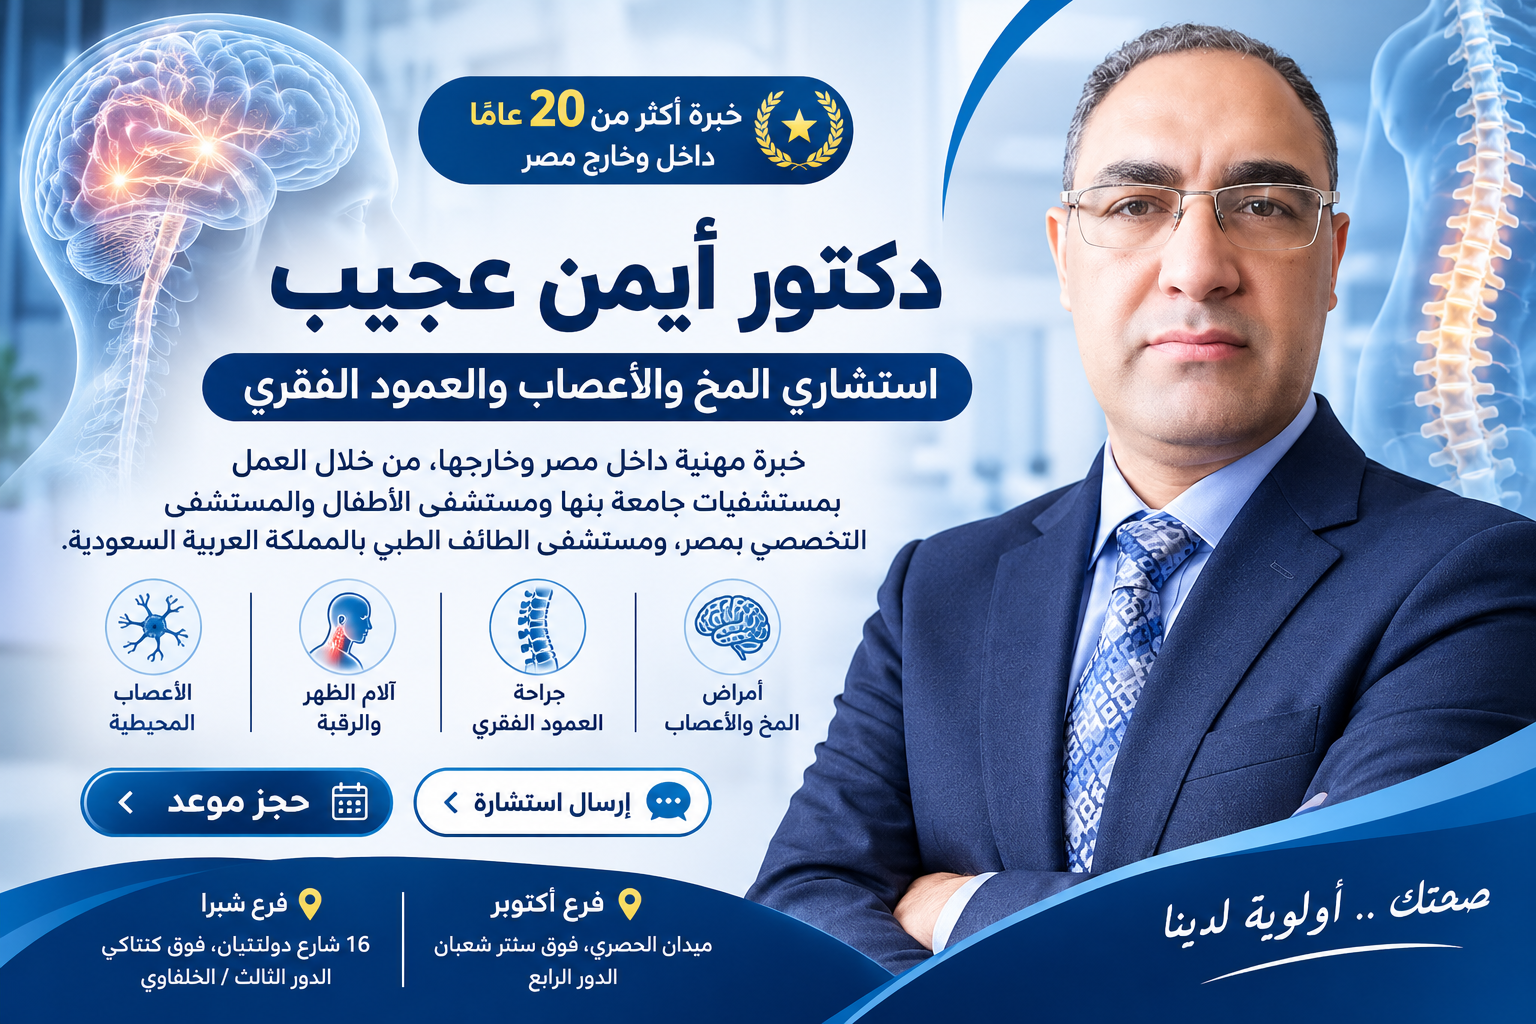 خبرة أكثر من 20 عامًا
داخل وخارج مصر
دكتور أيمن عجيب
استشاري المخ والأعصاب والعمود الفقري
خبرة مهنية داخل مصر وخارجها، من خلال العمل
بمستشفيات جامعة بنها ومستشفى الأطفال والمستشفى
التخصصي بمصر، ومستشفى الطائف الطبي بالمملكة العربية السعودية.
أمراض
المخ والأعصاب
جراحة
العمود الفقري
آلام الظهر
والرقبة
الأعصاب
المحيطية
إرسال استشارة
حجز موعد
فرع أكتوبر
ميدان الحصري، فوق سنتر شعبان
الدور الرابع
فرع شبرا
16 شارع دولتتيان، فوق كنتاكي
الدور الثالث / الخلفاوي
صحتك .. أولوية لدينا